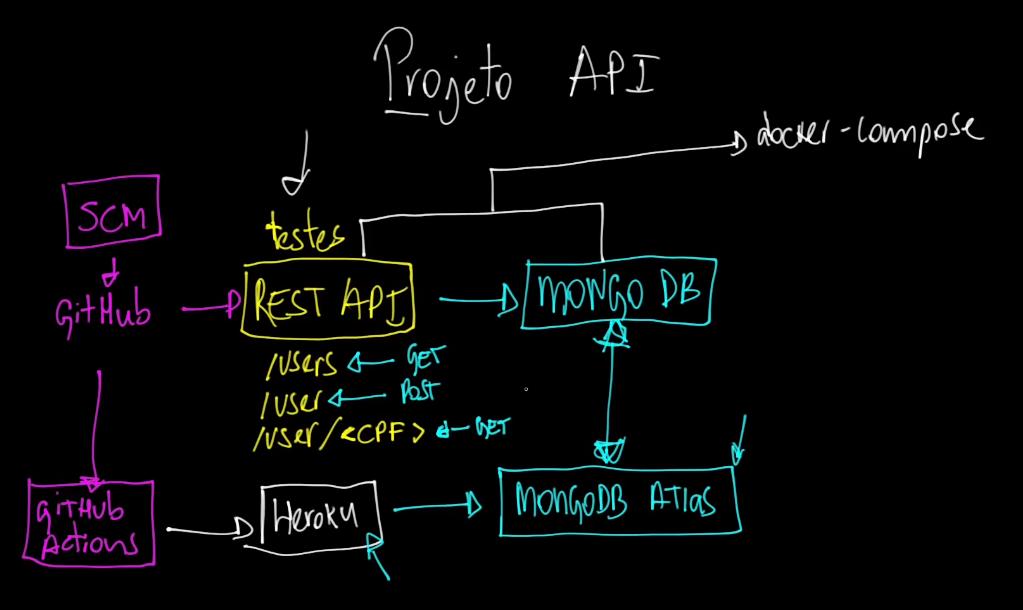 Projeto API
docker-compose
SCM
testes
GitHub
REST API
MONGO DB
/users GET
/user POST
/user/<CPF> GET
GitHub Actions
Heroku
MONGODB Atlas